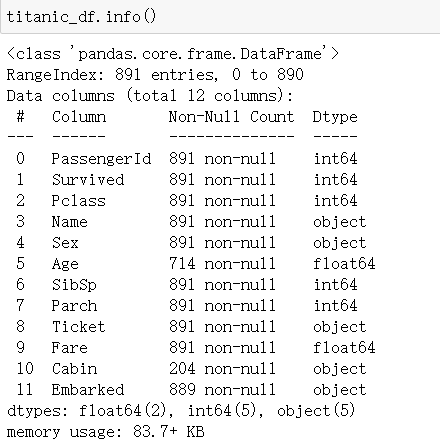 titanic_df.info()
<class 'pandas.core.frame.DataFrame'>
RangeIndex: 891 entries, 0 to 890
Data columns (total 12 columns):
 #   Column       Non-Null Count  Dtype
---  ------       --------------  -----
 0   PassengerId  891 non-null    int64
 1   Survived     891 non-null    int64
 2   Pclass       891 non-null    int64
 3   Name         891 non-null    object
 4   Sex          891 non-null    object
 5   Age          714 non-null    float64
 6   SibSp        891 non-null    int64
 7   Parch        891 non-null    int64
 8   Ticket       891 non-null    object
 9   Fare         891 non-null    float64
 10  Cabin        204 non-null    object
 11  Embarked     889 non-null    object
dtypes: float64(2), int64(5), object(5)
memory usage: 83.7+ KB